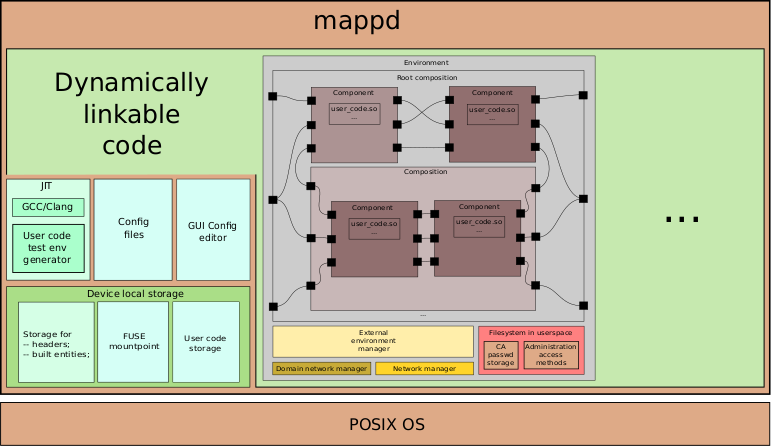 mappd
Dynamically
linkable
code
JIT
GCC/Clang
User code
test env
generator
Config
files
GUI Config
editor
Device local storage
Storage for
-- headers;
-- built entities;
FUSE
mountpoint
User code
storage
Environment
Root composition
Component
user_code.so
...
Component
user_code.so
...
Composition
Component
user_code.so
...
Component
user_code.so
...
...
External
environment
manager
Domain network manager
Network manager
Filesystem in userspace
CA
passwd
storage
Administration
access
methods
...
POSIX OS